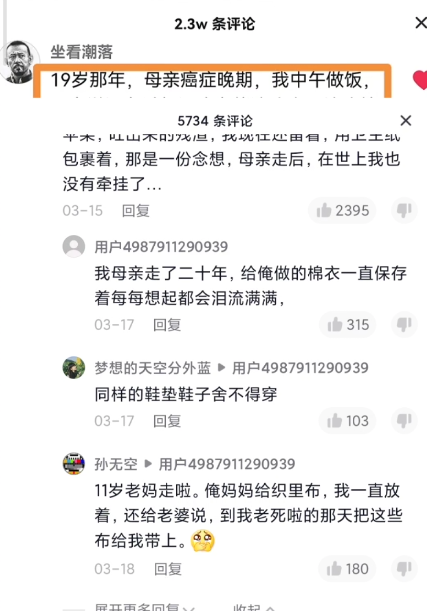 2.3w 条评论
坐看潮落
19岁那年，母亲癌症晚期，我中午做饭，
5734 条评论
苹果，吐出来的残渣，我现在还留着，用卫生纸
包裹着，那是一份念想，母亲走后，在世上我也
没有牵挂了...
03-15 回复 2395
用户4987911290939
我母亲走了二十年，给俺做的棉衣一直保存
着每每想起都会泪流满满，
03-17 回复 315
梦想的天空分外蓝 ▶ 用户4987911290939
同样的鞋垫鞋子舍不得穿
03-17 回复 103
孙无空 ▶ 用户4987911290939
11岁老妈走啦。俺妈妈给织里布，我一直放
着，还给老婆说，到我老死啦的那天把这些
布给我带上。
03-18 回复 180
展开更多回复 收起